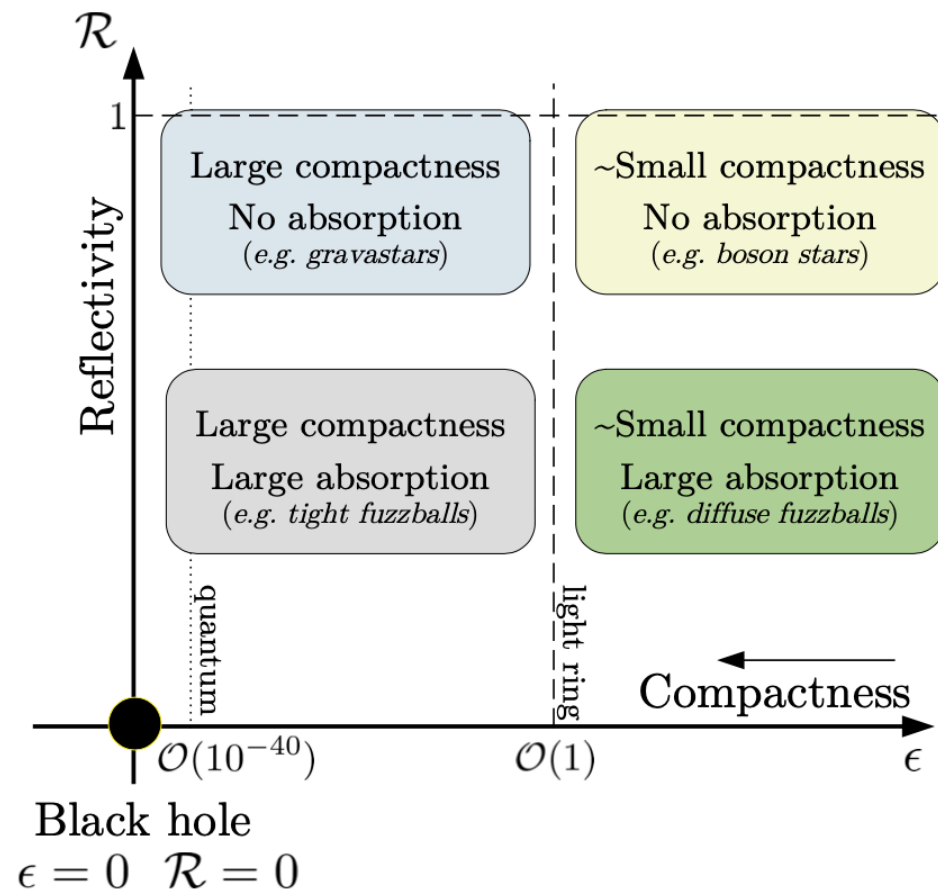 ℛ
1
Reflectivity
Large compactness
No absorption
(e.g. gravastars)
~Small compactness
No absorption
(e.g. boson stars)
Large compactness
Large absorption
(e.g. tight fuzzballs)
~Small compactness
Large absorption
(e.g. diffuse fuzzballs)
quantum
light ring
Compactness
𝒪(10⁻⁴⁰)
𝒪(1)
ϵ
Black hole
ϵ = 0 ℛ = 0